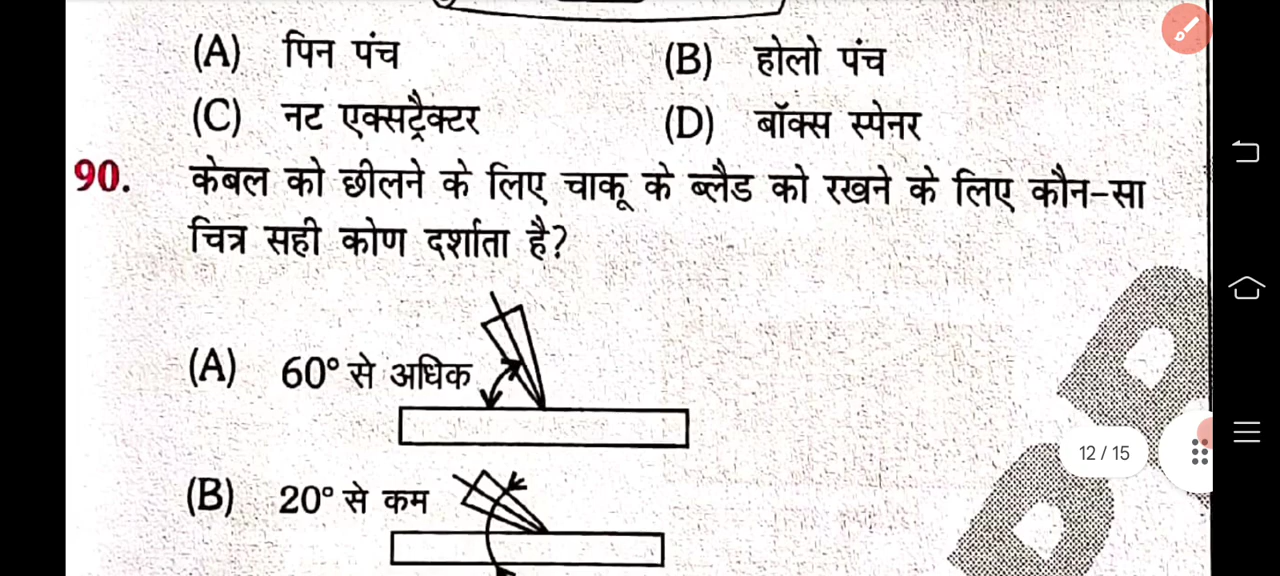 (A) पिन पंच (B) होलो पंच
(C) नट एक्सट्रैक्टर (D) बॉक्स स्पेनर
90. केबल को छीलने के लिए चाकू के ब्लैड को रखने के लिए कौन-सा
चित्र सही कोण दर्शाता है?
(A) 60° से अधिक
12 / 15
(B) 20° से कम